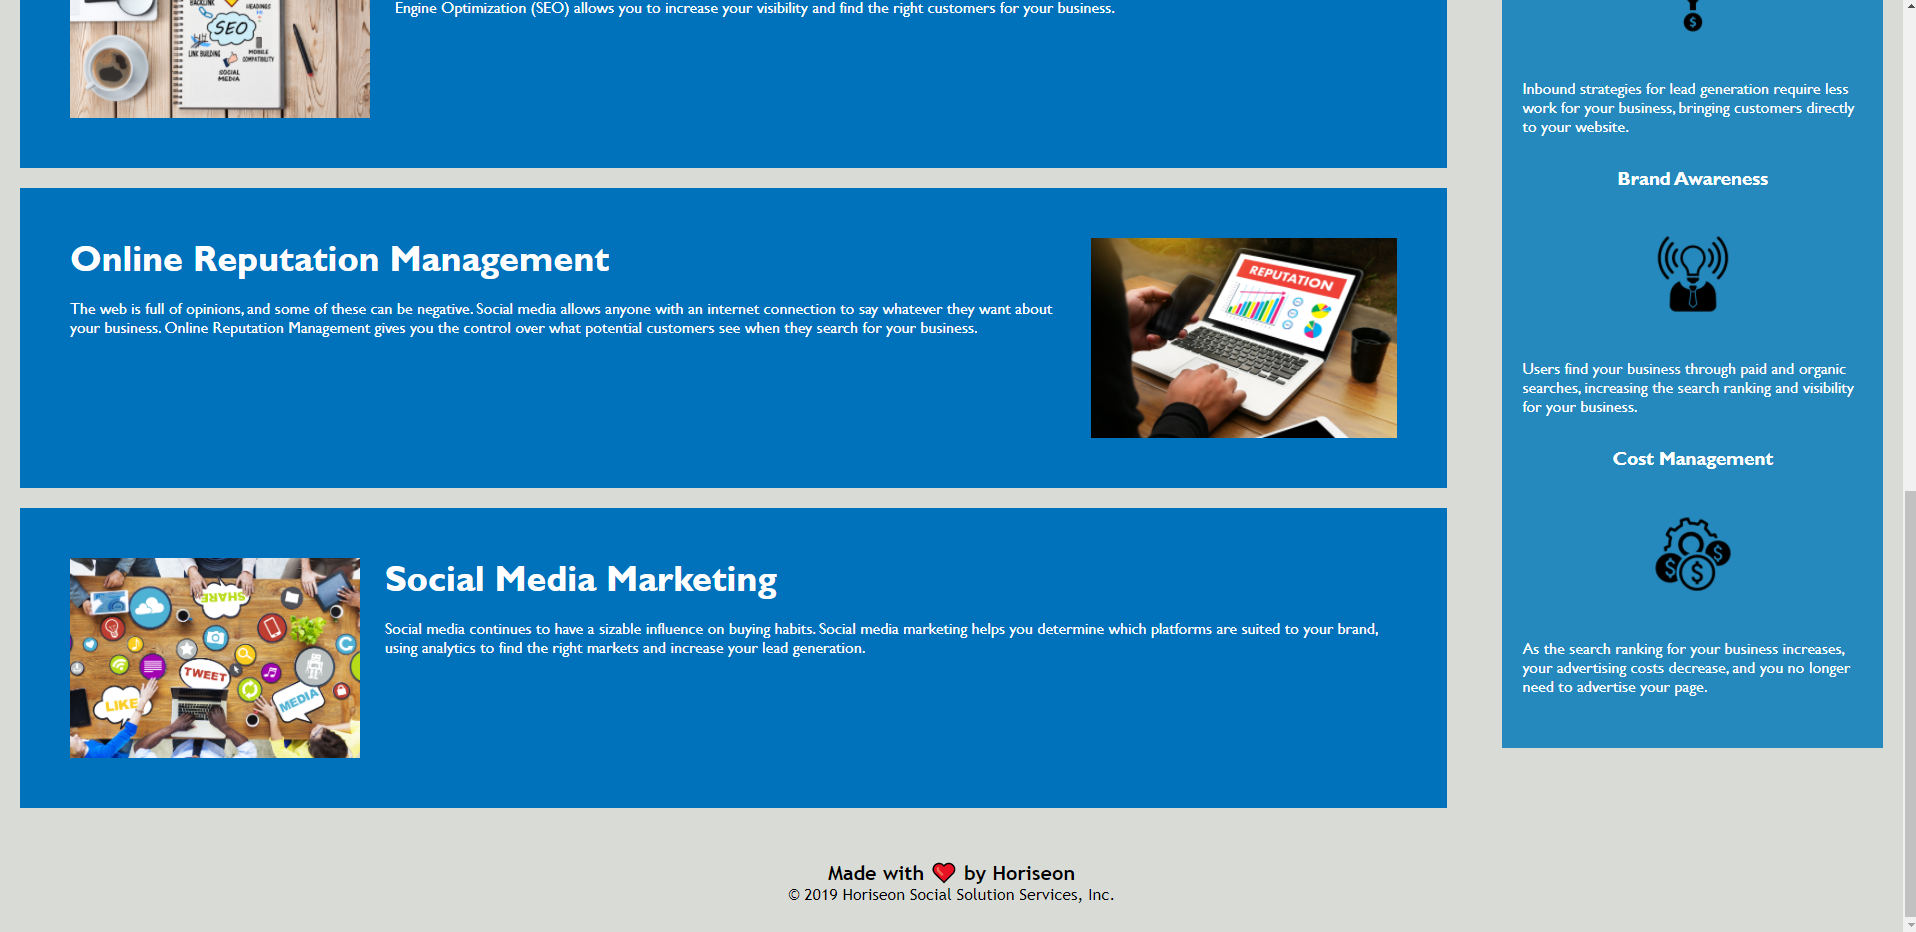 BACKLINK
HEADINGS
SEO
LINK BUILDING
MOBILE
COMPATIBILITY
SOCIAL
MEDIA
Engine Optimization (SEO) allows you to increase your visibility and find the right customers for your business.
Online Reputation Management
The web is full of opinions, and some of these can be negative. Social media allows anyone with an internet connection to say whatever they want about
your business. Online Reputation Management gives you the control over what potential customers see when they search for your business.
REPUTATION
SHARE
TWEET
LIKE
MEDIA
Social Media Marketing
Social media continues to have a sizable influence on buying habits. Social media marketing helps you determine which platforms are suited to your brand,
using analytics to find the right markets and increase your lead generation.
$
Inbound strategies for lead generation require less
work for your business, bringing customers directly
to your website.
Brand Awareness
Users find your business through paid and organic
searches, increasing the search ranking and visibility
for your business.
Cost Management
$
$
$
As the search ranking for your business increases,
your advertising costs decrease, and you no longer
need to advertise your page.
Made with ❤️ by Horiseon
© 2019 Horiseon Social Solution Services, Inc.